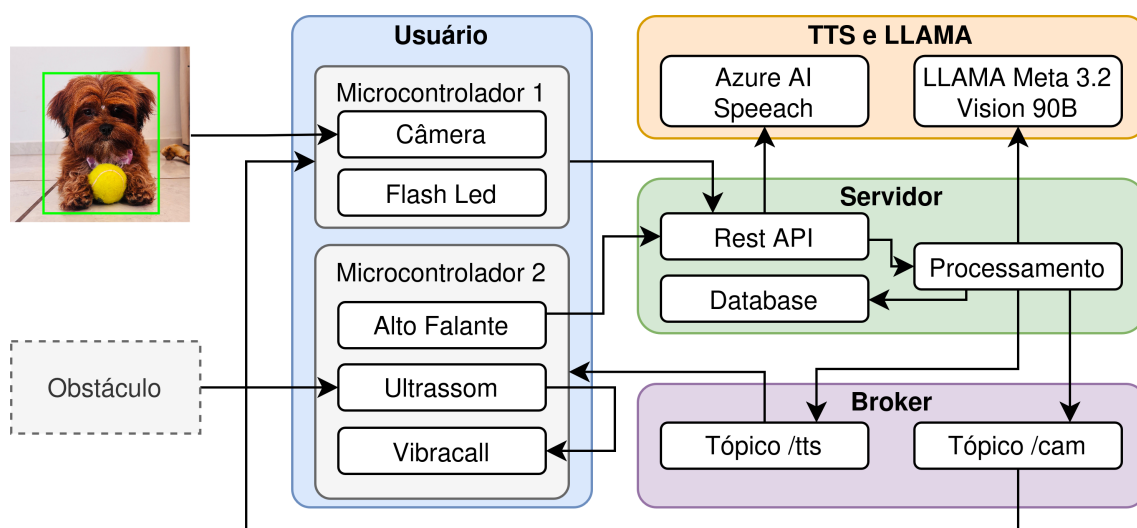 Usuário
Microcontrolador 1
Câmera
Flash Led
Microcontrolador 2
Alto Falante
Ultrassom
Vibracall
Obstáculo
TTS e LLAMA
Azure AI
Speeach
LLAMA Meta 3.2
Vision 90B
Servidor
Rest API
Processamento
Database
Broker
Tópico /tts
Tópico /cam